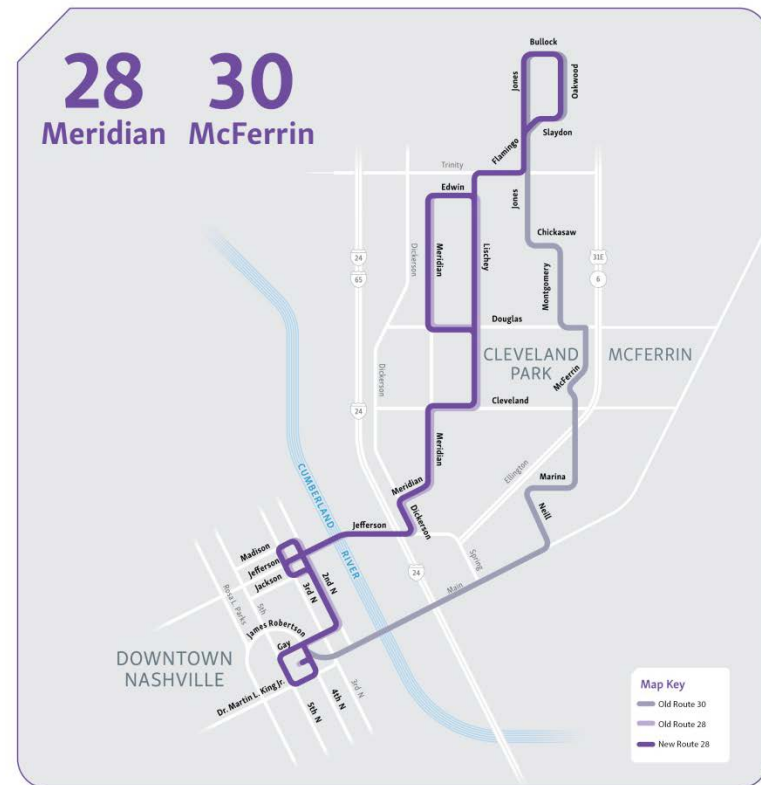 28 30
Meridian McFerrin
Bullock
Jones
Oakwood
Slaydon
Flamingo
Trinity
Edwin
Jones
Dickerson
Meridian
Lischey
Chickasaw
24
65
31E
6
Montgomery
Douglas
CLEVELAND
PARK
MCFERRIN
Dickerson
McFerrin
24
Cleveland
Meridian
Ellington
Meridian
Marina
Dickerson
Neill
CUMBERLAND
RIVER
Jefferson
Madison
Jefferson
Jackson
2nd N
3rd N
Spring
24
Rosa L. Parks
5th
James Robertson
Main
Gay
DOWNTOWN
NASHVILLE
Dr. Martin L. King Jr.
3rd N
4th N
5th N
Map Key
Old Route 30
Old Route 28
New Route 28